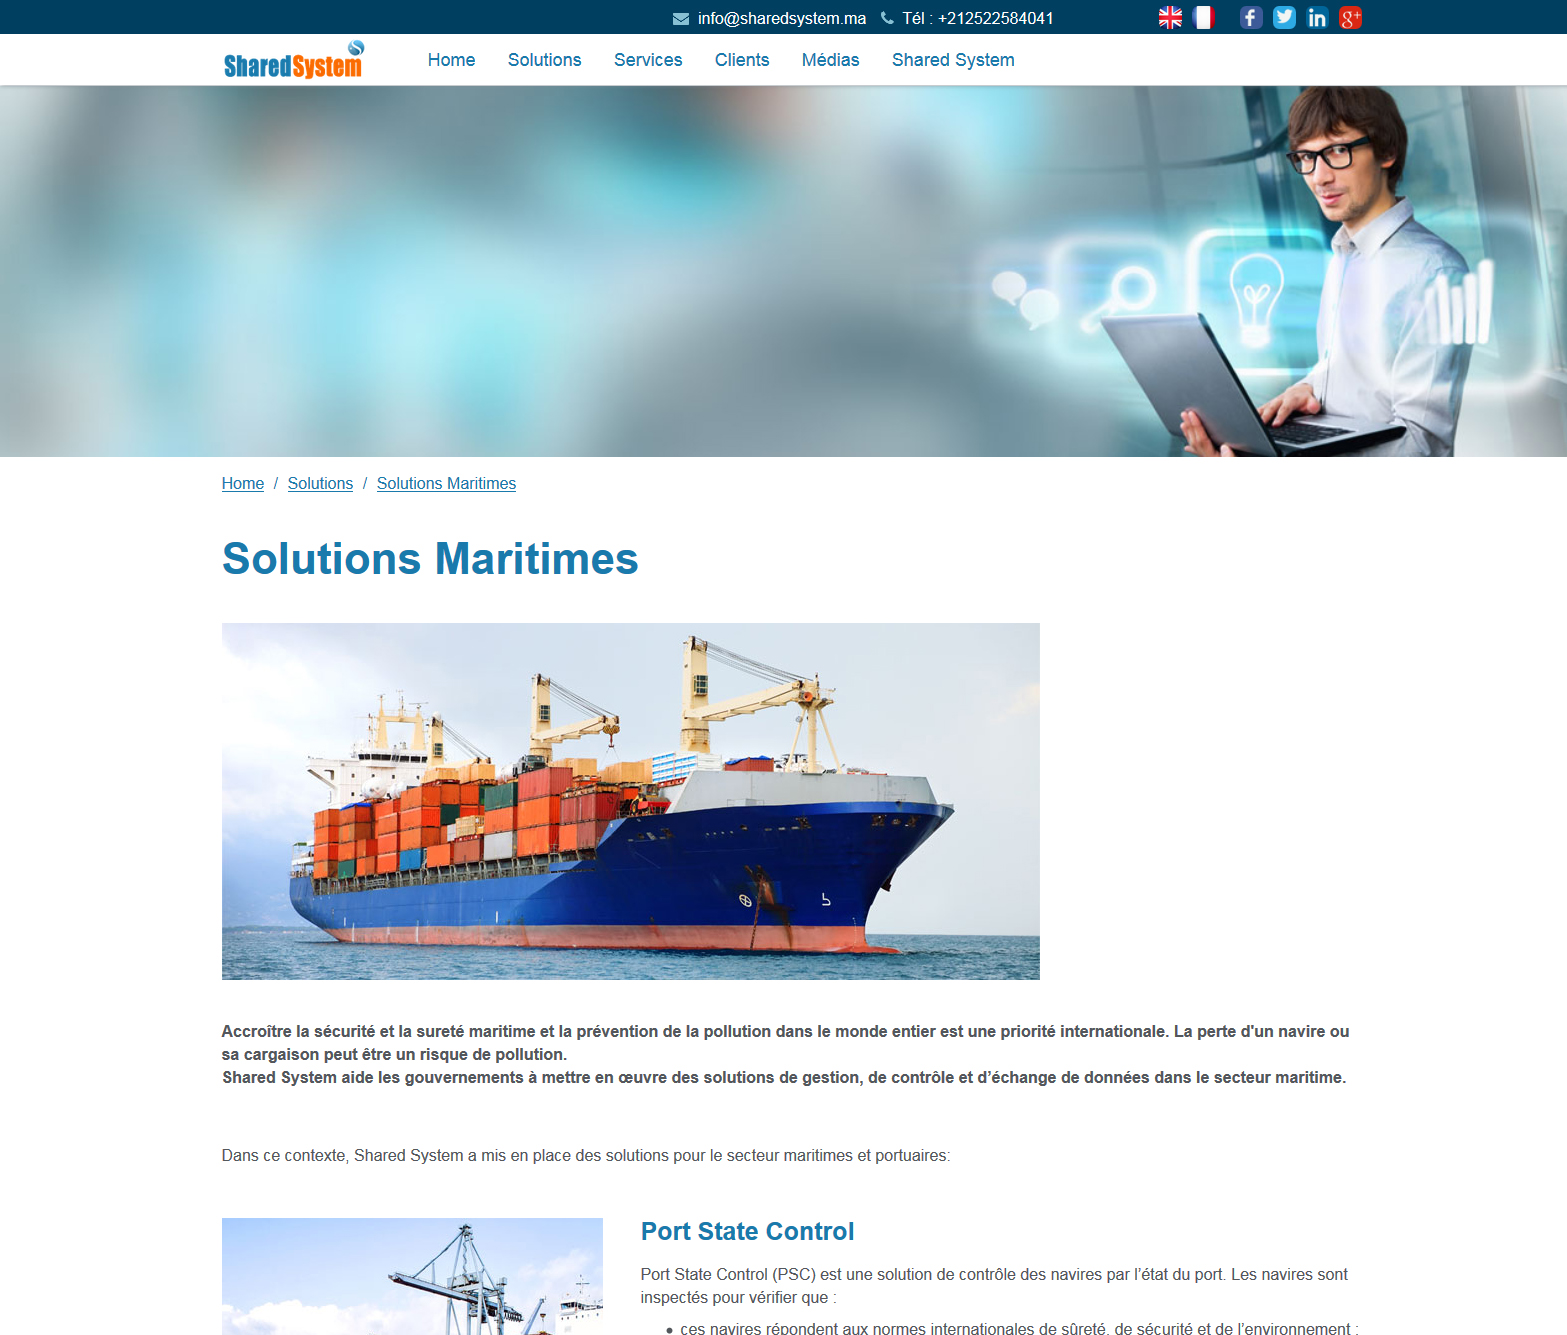 info@sharedsystem.ma Tél : +212522584041
SharedSystem
Home Solutions Services Clients Médias Shared System
Home / Solutions / Solutions Maritimes
Solutions Maritimes
Accroître la sécurité et la sureté maritime et la prévention de la pollution dans le monde entier est une priorité internationale. La perte d'un navire ou
sa cargaison peut être un risque de pollution.
Shared System aide les gouvernements à mettre en œuvre des solutions de gestion, de contrôle et d’échange de données dans le secteur maritime.
Dans ce contexte, Shared System a mis en place des solutions pour le secteur maritimes et portuaires:
Port State Control
Port State Control (PSC) est une solution de contrôle des navires par l’état du port. Les navires sont
inspectés pour vérifier que :
• ces navires répondent aux normes internationales de sûreté, de sécurité et de l’environnement ;